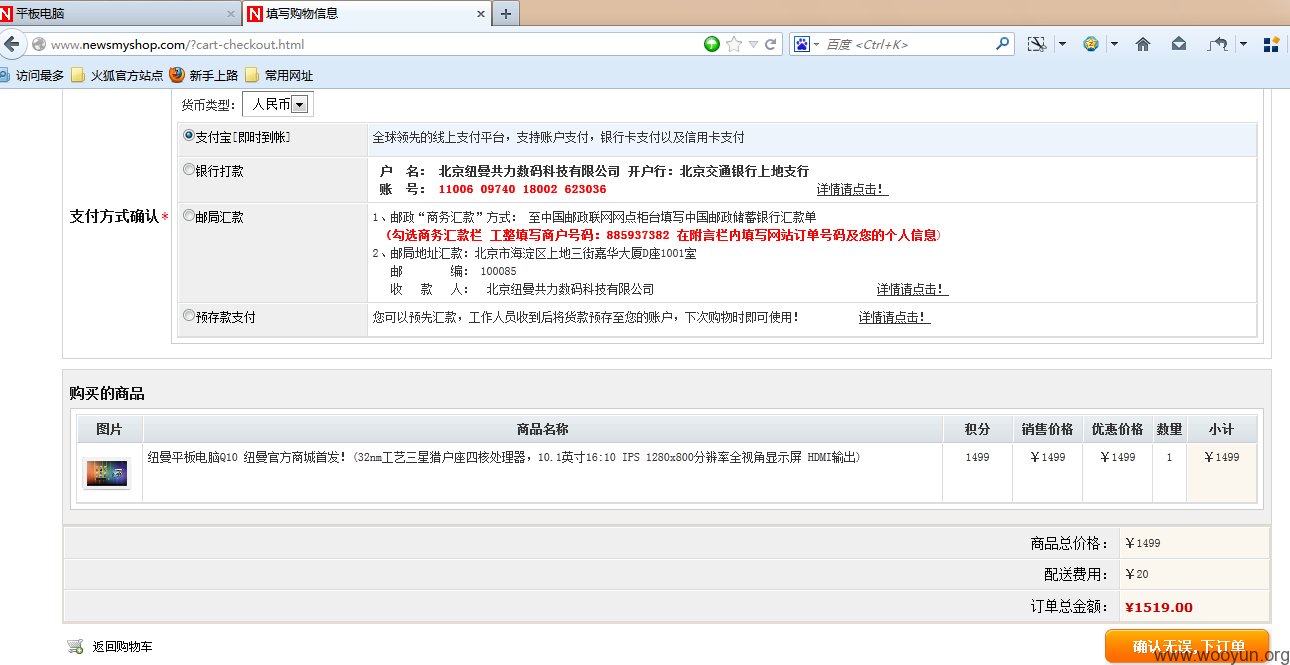 平板电脑
填写购物信息
www.newsmyshop.com/?cart-checkout.html
百度 <Ctrl+K>
访问最多 火狐官方站点 新手上路 常用网址
货币类型： 人民币
支付方式确认*
支付宝[即时到帐] 全球领先的线上支付平台，支持账户支付，银行卡支付以及信用卡支付
银行打款 户 名： 北京纽曼共力数码科技有限公司 开户行：北京交通银行上地支行
账 号： 11006 09740 18002 623036 详情请点击！
邮局汇款 1、邮政“商务汇款”方式： 至中国邮政联网网点柜台填写中国邮政储蓄银行汇款单
(勾选商务汇款栏 工整填写商户号码：885937382 在附言栏内填写网站订单号码及您的个人信息)
2、邮局地址汇款：北京市海淀区上地三街嘉华大厦D座1001室
邮 编： 100085
收 款 人： 北京纽曼共力数码科技有限公司 详情请点击！
预存款支付 您可以预先汇款，工作人员收到后将货款预存至您的账户，下次购物时即可使用！ 详情请点击！
购买的商品
图片 商品名称 积分 销售价格 优惠价格 数量 小计
纽曼平板电脑Q10 纽曼官方商城首发！(32nm工艺三星猎户座四核处理器，10.1英寸16:10 IPS 1280x800分辨率全视角显示屏 HDMI输出) 1499 ￥1499 ￥1499 1 ￥1499
商品总价格： ￥1499
配送费用： ￥20
订单总金额： ¥1519.00
返回购物车
确认无误,下订单
www.wooyun.org